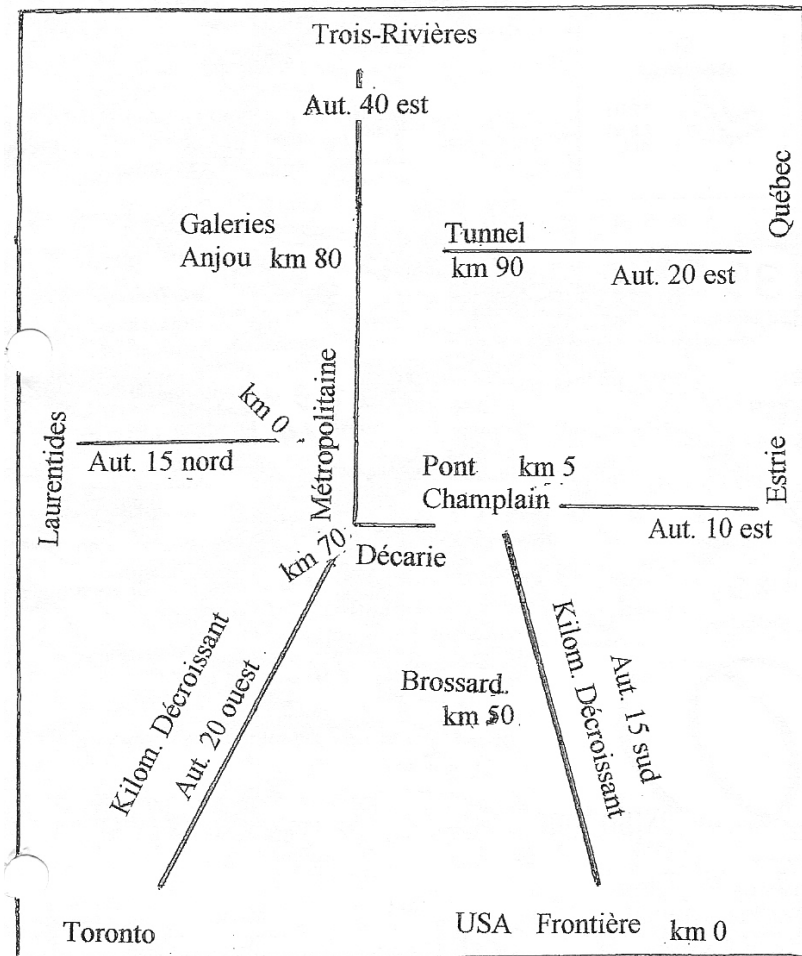 Trois-Rivières
Aut. 40 est
Québec
Galeries
Anjou km 80
Tunnel
km 90
Aut. 20 est
km 0
Métropolitaine
Laurentides
Aut. 15 nord
Pont km 5
Champlain
Estrie
Aut. 10 est
km 70
Décarie
Kilom. Décroissant
Aut. 20 ouest
Brossard.
km 50
Aut. 15 sud
Kilom. Décroissant
Toronto
USA Frontière km 0